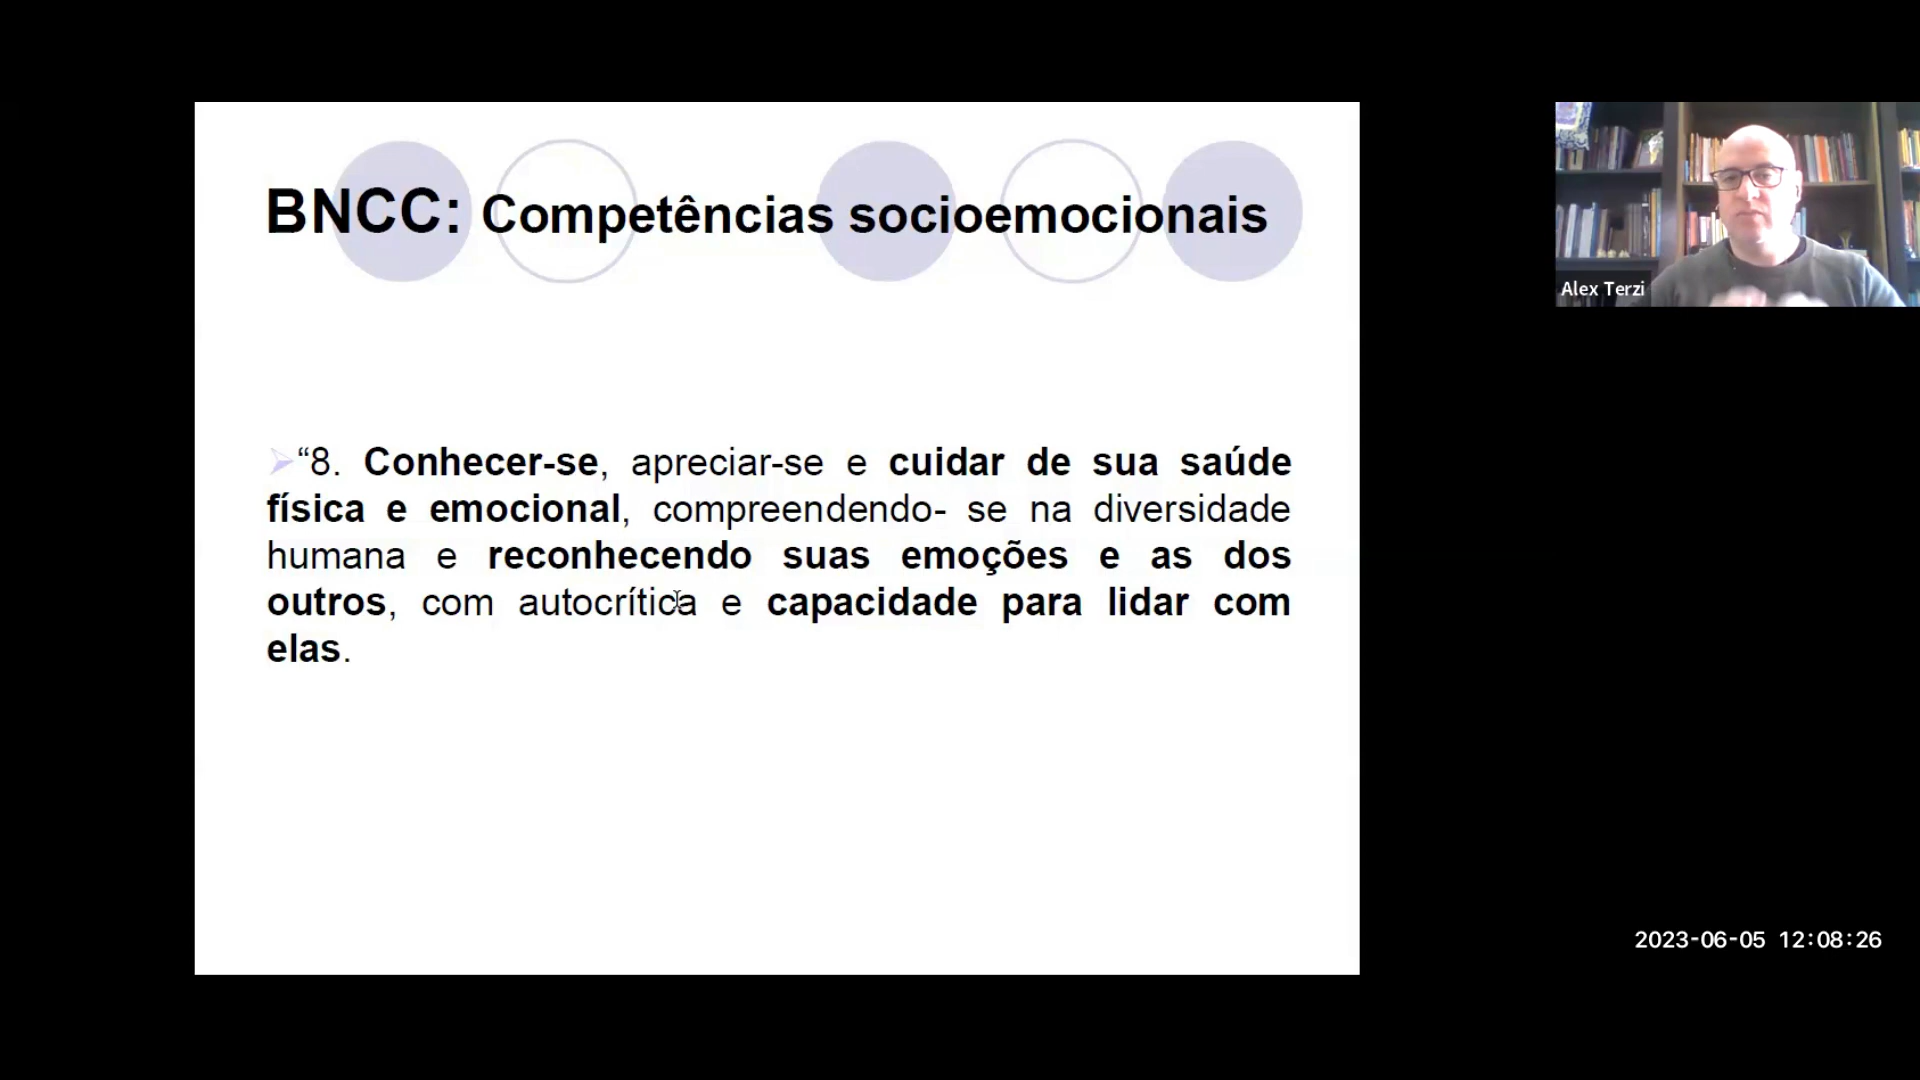 BNCC: Competências socioemocionais
“8. Conhecer-se, apreciar-se e cuidar de sua saúde
física e emocional, compreendendo- se na diversidade
humana e reconhecendo suas emoções e as dos
outros, com autocrítica e capacidade para lidar com
elas.
Alex Terzi
2023-06-05 12:08:26